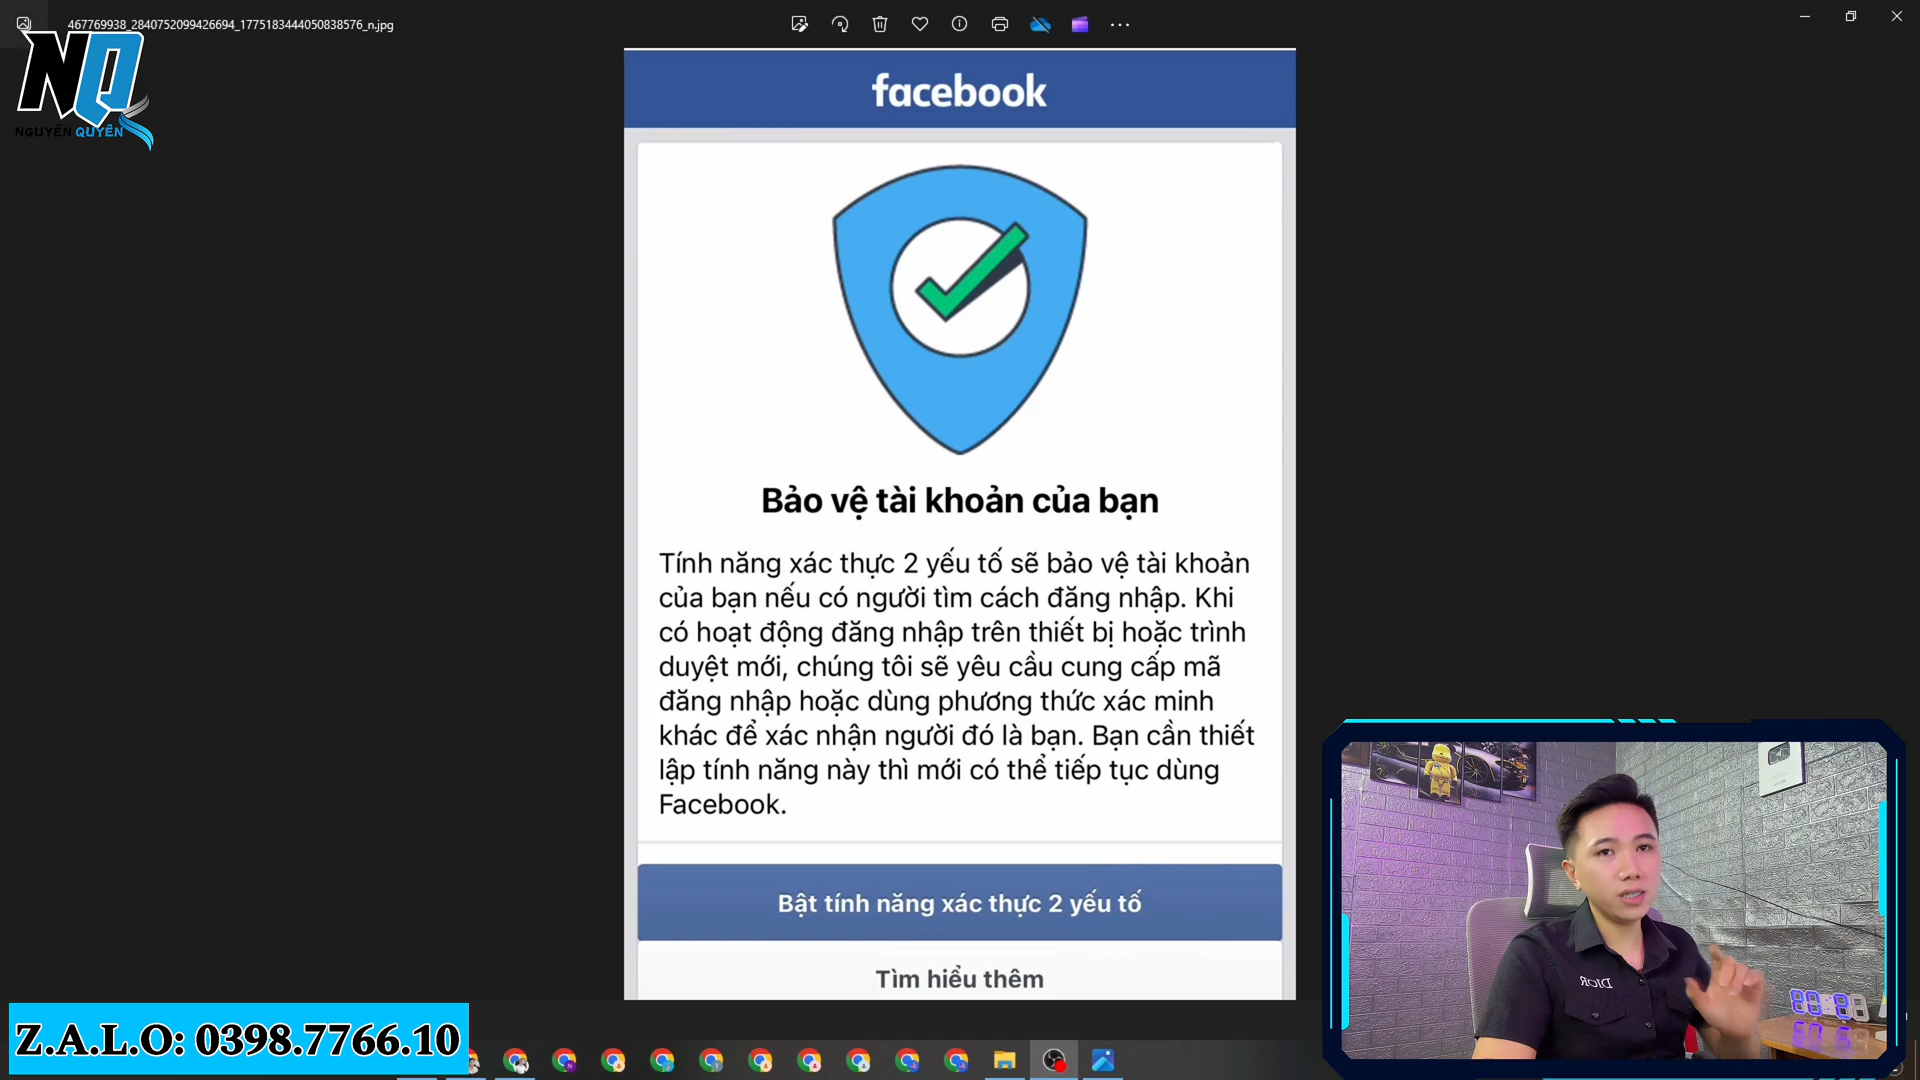 467769938_2840752099426694_1775183444050838576_n.jpg
NQ
NGUYỄN QUYỀN
facebook
Bảo vệ tài khoản của bạn
Tính năng xác thực 2 yếu tố sẽ bảo vệ tài khoản
của bạn nếu có người tìm cách đăng nhập. Khi
có hoạt động đăng nhập trên thiết bị hoặc trình
duyệt mới, chúng tôi sẽ yêu cầu cung cấp mã
đăng nhập hoặc dùng phương thức xác minh
khác để xác nhận người đó là bạn. Bạn cần thiết
lập tính năng này thì mới có thể tiếp tục dùng
Facebook.
Bật tính năng xác thực 2 yếu tố
Tìm hiểu thêm
DIOR
Z.A.L.O: 0398.7766.10